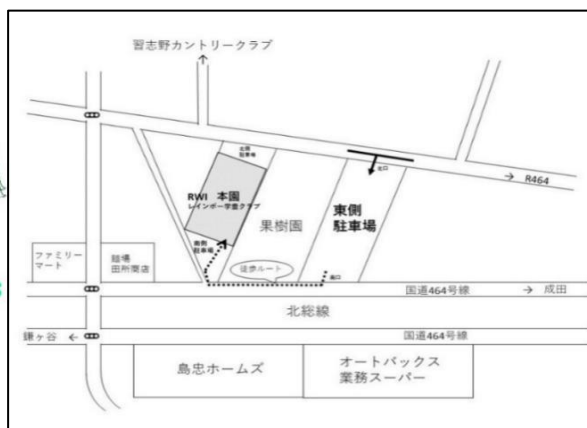 習志野カントリークラブ
↑
北側
駐車場
RWI 本園
レインボー学童クラブ
南側
駐車場
果樹園
東側
駐車場
→ R464
ファミリー
マート
田所商店
徒歩ルート
国道464号線 → 成田
北総線
鎌ヶ谷 ←
国道464号線
島忠ホームズ
オートバックス
業務スーパー